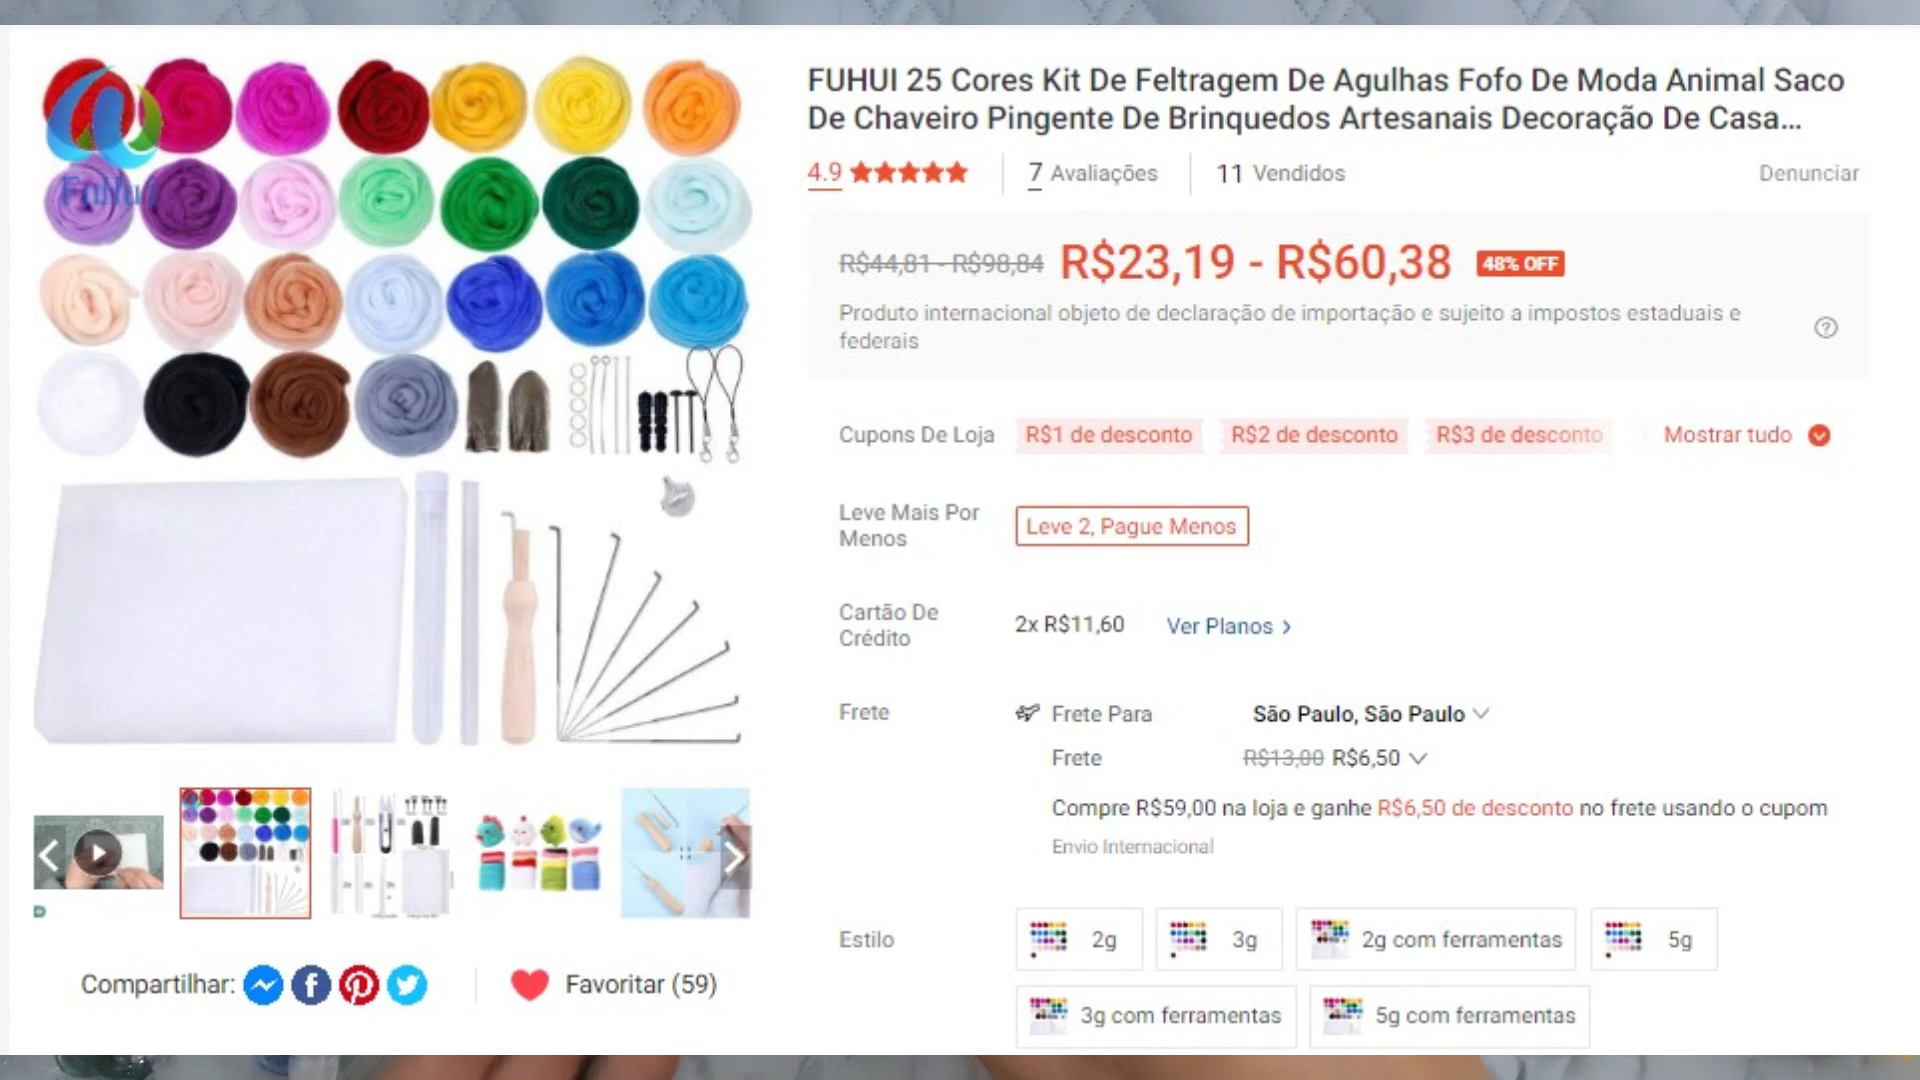 FuHui
FUHUI 25 Cores Kit De Feltragem De Agulhas Fofo De Moda Animal Saco
De Chaveiro Pingente De Brinquedos Artesanais Decoração De Casa...
4.9 7 Avaliações 11 Vendidos Denunciar
R$44,81 - R$98,84 R$23,19 - R$60,38 48% OFF
Produto internacional objeto de declaração de importação e sujeito a impostos estaduais e
federais
Cupons De Loja R$1 de desconto R$2 de desconto R$3 de desconto Mostrar tudo
Leve Mais Por
Menos
Leve 2, Pague Menos
Cartão De
Crédito
2x R$11,60 Ver Planos
Frete Frete Para São Paulo, São Paulo
Frete R$13,00 R$6,50
Compre R$59,00 na loja e ganhe R$6,50 de desconto no frete usando o cupom
Envio Internacional
Estilo 2g 3g 2g com ferramentas 5g
3g com ferramentas 5g com ferramentas
Compartilhar: Favoritar (59)